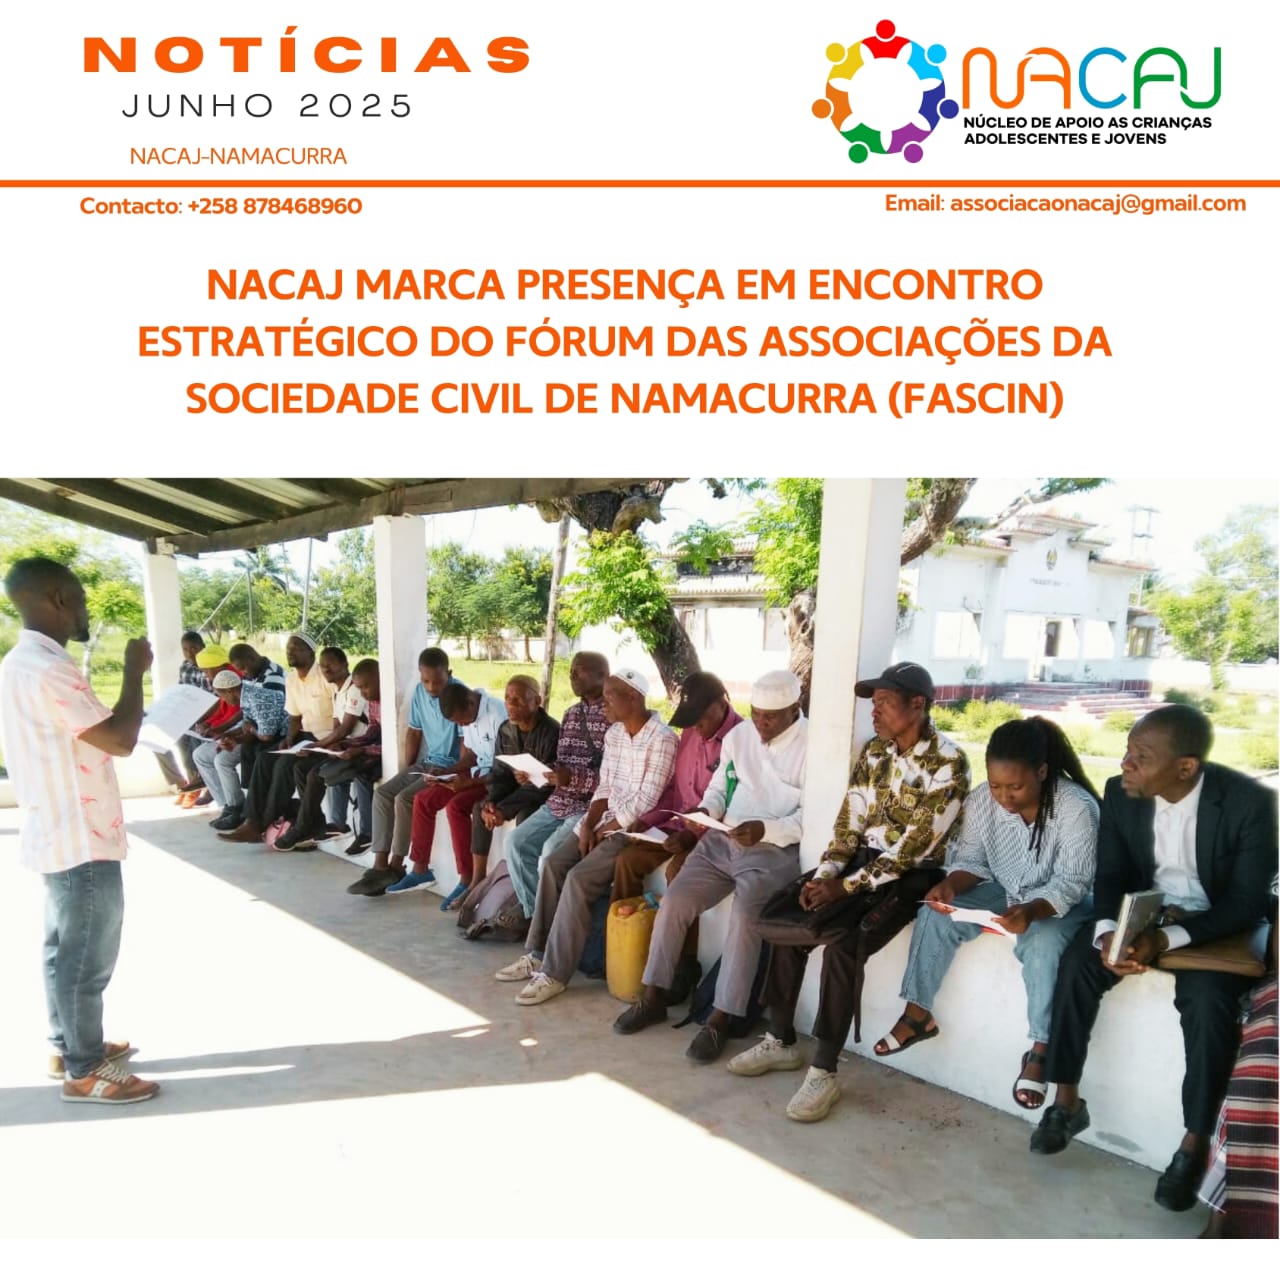 NOTÍCIAS
JUNHO 2025
NACAJ-NAMACURRA
NACAJ
NÚCLEO DE APOIO AS CRIANÇAS
ADOLESCENTES E JOVENS
Contacto: +258 878468960
Email: associacaonacaj@gmail.com
NACAJ MARCA PRESENÇA EM ENCONTRO
ESTRATÉGICO DO FÓRUM DAS ASSOCIAÇÕES DA
SOCIEDADE CIVIL DE NAMACURRA (FASCIN)